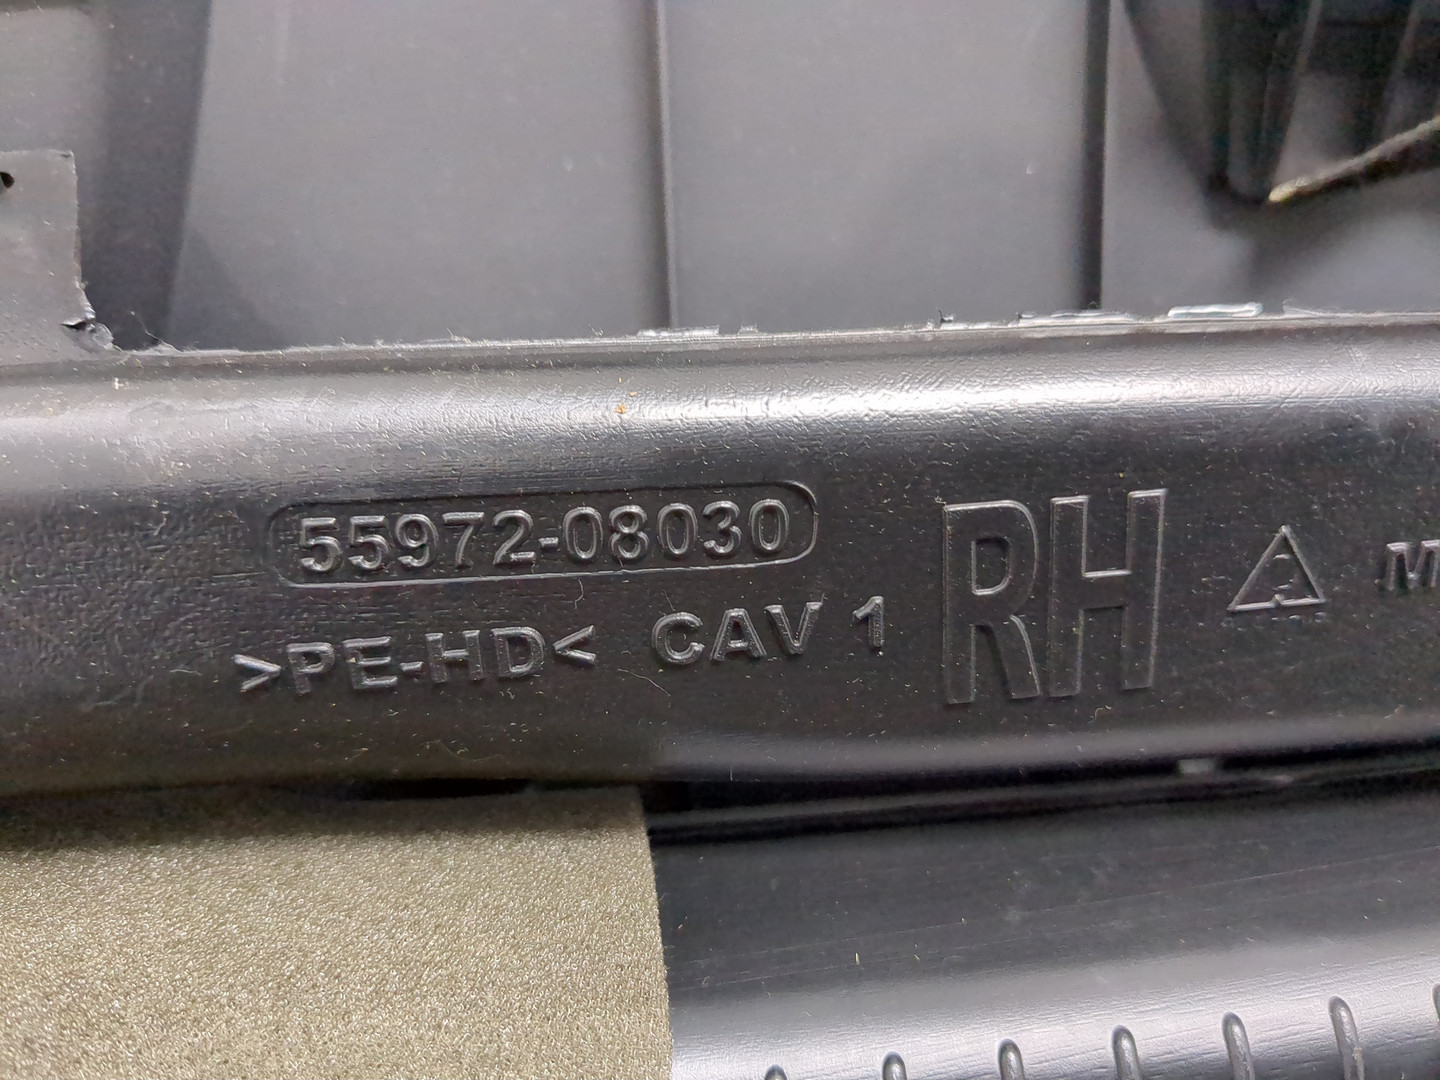 55972-08030
>PE-HD< CAV 1
RH
M